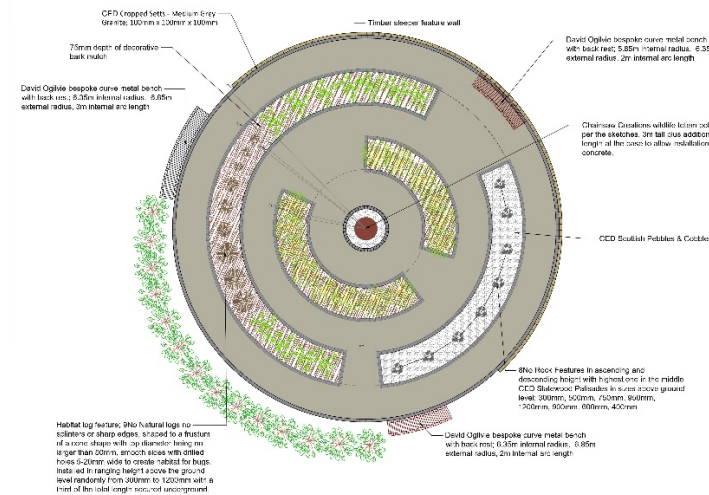 CED Cropped Setts - Medium Grey
Granite; 100mm x 100mm x 100mm
Timber sleeper feature wall
David Ogilvie bespoke curve metal bench
with back rest; 5.85m internal radius, 6.35
external radius, 2m internal arc length
75mm depth of decorative
bark mulch
David Ogilvie bespoke curve metal bench
with back rest; 6.35m internal radius, 6.85m
external radius, 3m internal arc length
Chainsaw Creations wildlife totem pol
per the sketches. 3m tall plus addition
length at the base to allow installation
concrete.
CED Scottish Pebbles & Cobble
8No Rock Features in ascending and
descending height with highest one in the middle
CED Slatewood Palisades in sizes above ground
level: 300mm, 500mm, 750mm, 950mm,
1200mm, 900mm, 600mm, 400mm
David Ogilvie bespoke curve metal bench
with back rest; 6.35m internal radius, 6.85m
external radius, 2m internal arc length
Habitat log feature; 9No Natural logs no
splinters or sharp edges, shaped to a frustum
of a cone shape with top diameter being no
larger than 80mm, smooth sides with drilled
holes 5-20mm wide to create habitat for bugs.
Installed in ranging height above the ground
level randomly from 300mm to 1200mm with a
third of the total length secured underground.